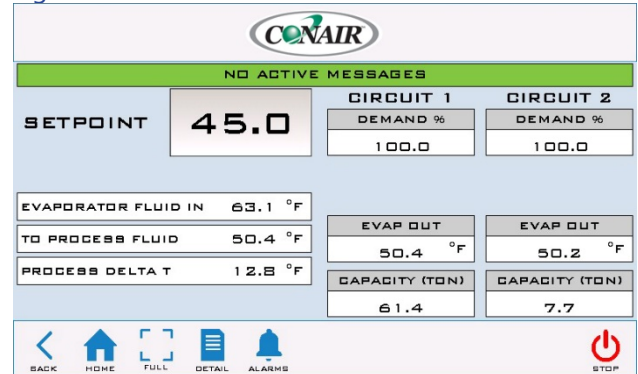 CONAIR
NO ACTIVE MESSAGES
SETPOINT 45.0
CIRCUIT 1
DEMAND %
100.0
CIRCUIT 2
DEMAND %
100.0
EVAPORATOR FLUID IN 63.1 °F
TO PROCESS FLUID 50.4 °F
PROCESS DELTA T 12.8 °F
EVAP OUT
50.4 °F
CAPACITY (TON)
61.4
EVAP OUT
50.2 °F
CAPACITY (TON)
7.7
BACK HOME FULL DETAIL ALARMS STOP